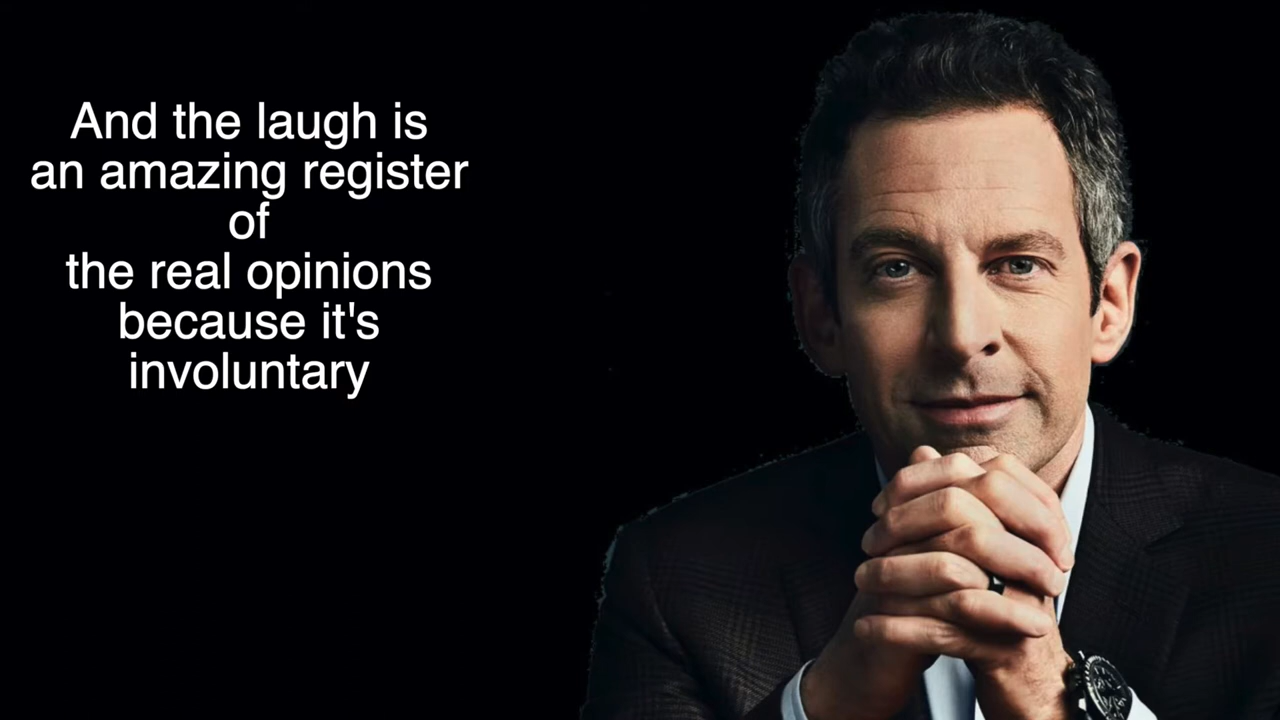 And the laugh is
an amazing register
of
the real opinions
because it's
involuntary